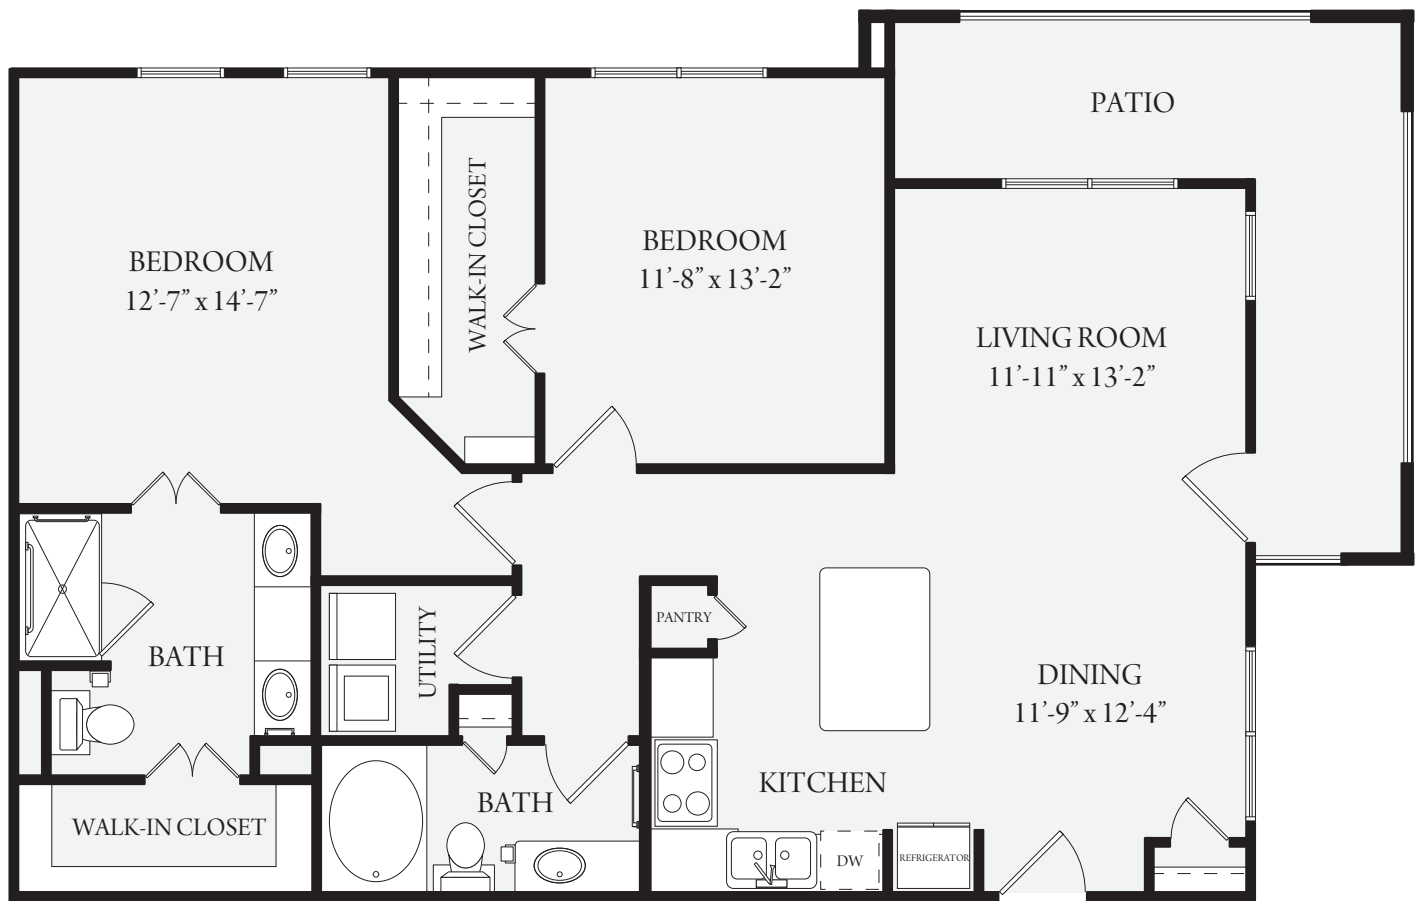 PATIO
BEDROOM
12’-7” x 14’-7”
WALK-IN CLOSET
BEDROOM
11’-8” x 13’-2”
LIVING ROOM
11’-11” x 13’-2”
PANTRY
UTILITY
BATH
DINING
11’-9” x 12’-4”
KITCHEN
BATH
WALK-IN CLOSET
DW
REFRIGERATOR